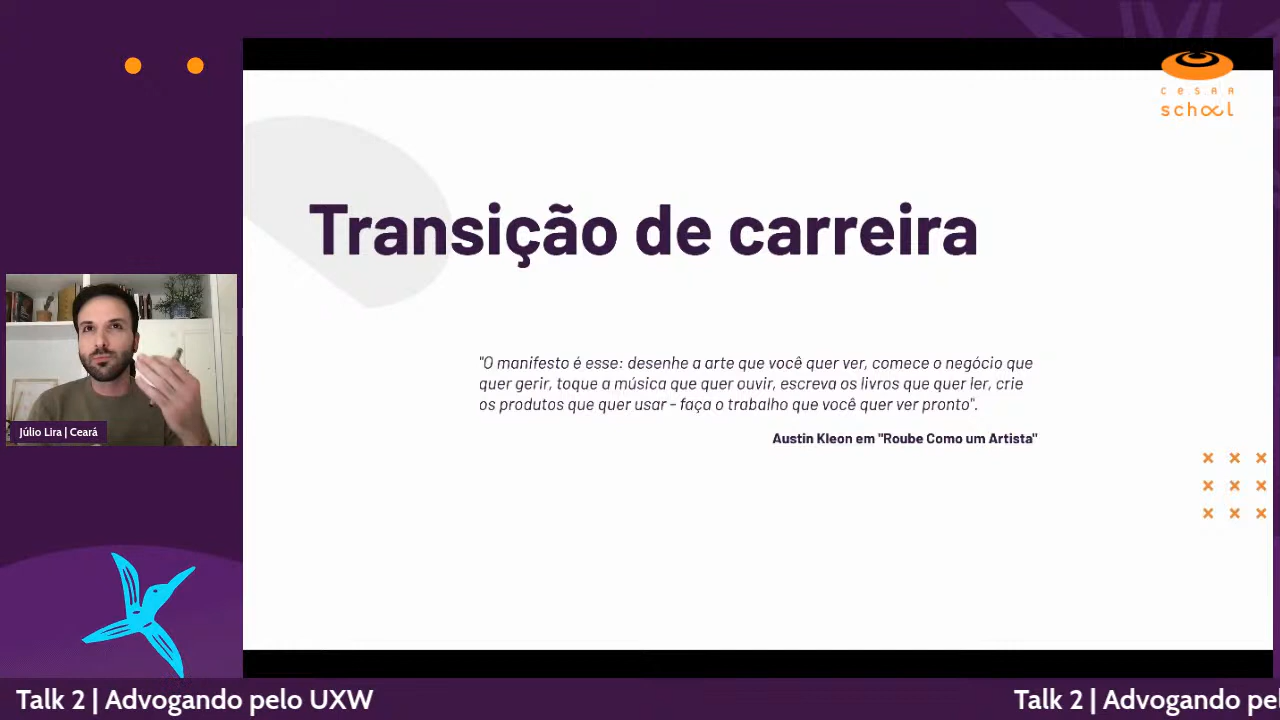 cesar
school
Transição de carreira
"O manifesto é esse: desenhe a arte que você quer ver, comece o negócio que
quer gerir, toque a música que quer ouvir, escreva os livros que quer ler, crie
os produtos que quer usar - faça o trabalho que você quer ver pronto".
Austin Kleon em "Roube Como um Artista"
Júlio Lira | Ceará
Talk 2 | Advogando pelo UXW
Talk 2 | Advogando pel